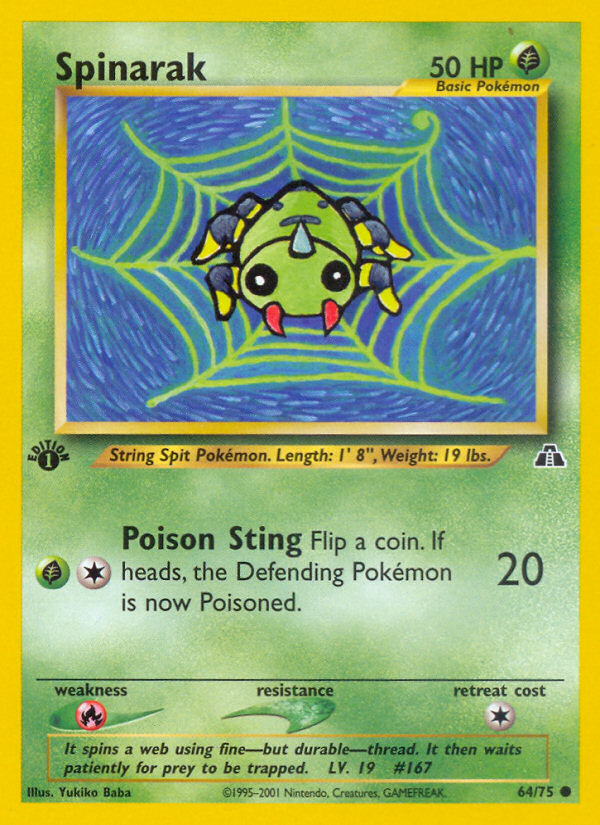 Spinarak
50 HP
Basic Pokémon
EDITION
1
String Spit Pokémon. Length: 1' 8", Weight: 19 lbs.
Poison Sting Flip a coin. If
heads, the Defending Pokémon
is now Poisoned.
20
weakness
resistance
retreat cost
It spins a web using fine—but durable—thread. It then waits
patiently for prey to be trapped. LV. 19 #167
Illus. Yukiko Baba
©1995–2001 Nintendo, Creatures, GAMEFREAK.
64/75